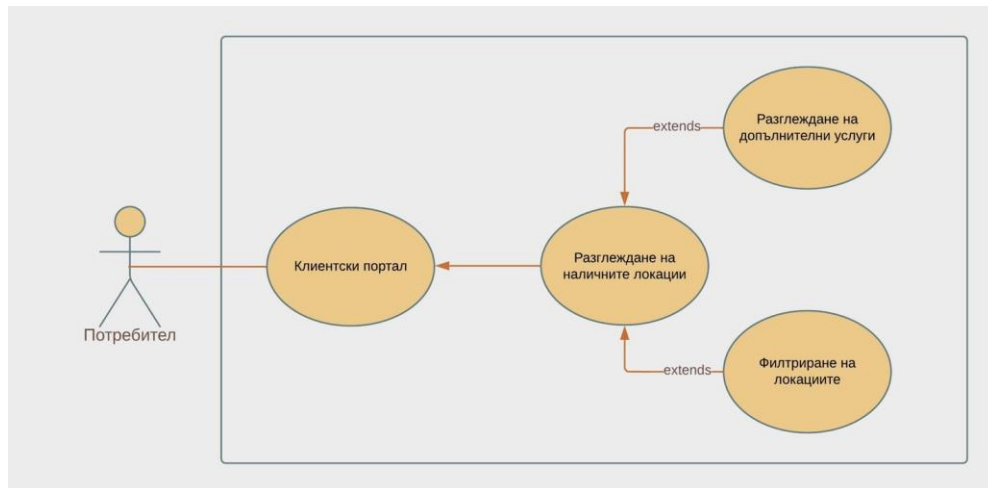 Разглеждане на
допълнителни услуги
extends
Клиентски портал
Разглеждане на
наличните локации
Потребител
extends
Филтриране на
локациите